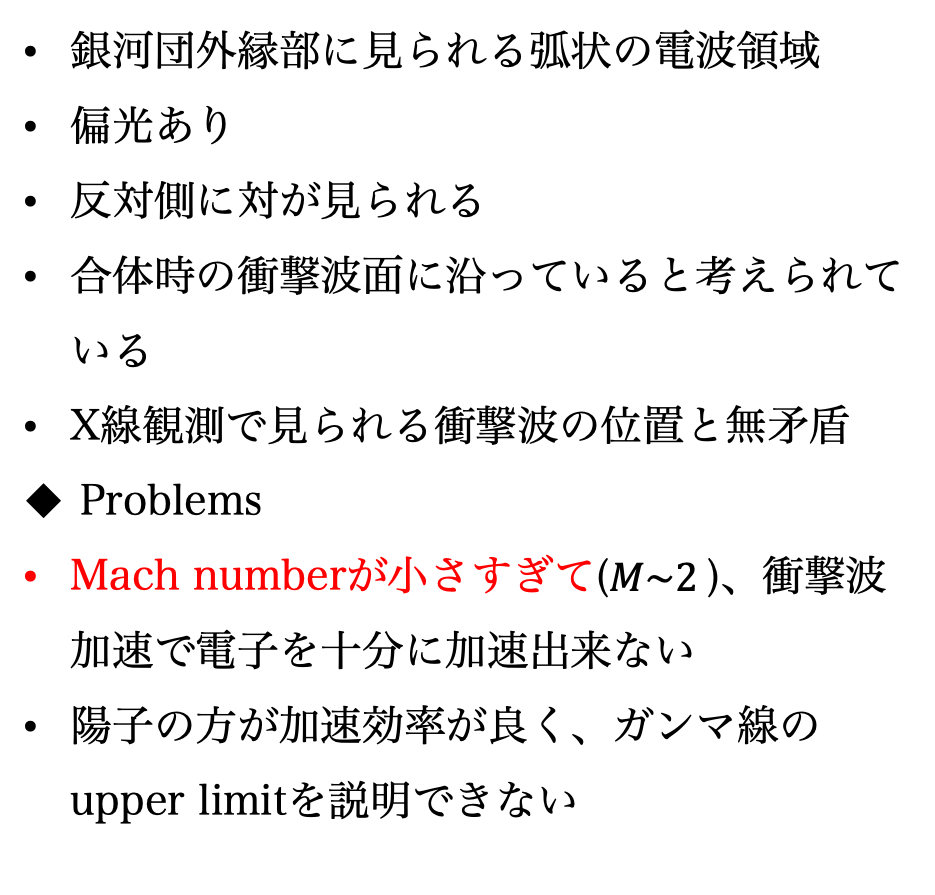 • 銀河団外縁部に見られる弧状の電波領域
• 偏光あり
• 反対側に対が見られる
• 合体時の衝撃波面に沿っていると考えられて
いる
• X線観測で見られる衝撃波の位置と無矛盾
◆ Problems
• Mach numberが小さすぎて(M~2 )、衝撃波
加速で電子を十分に加速出来ない
• 陽子の方が加速効率が良く、ガンマ線の
upper limitを説明できない